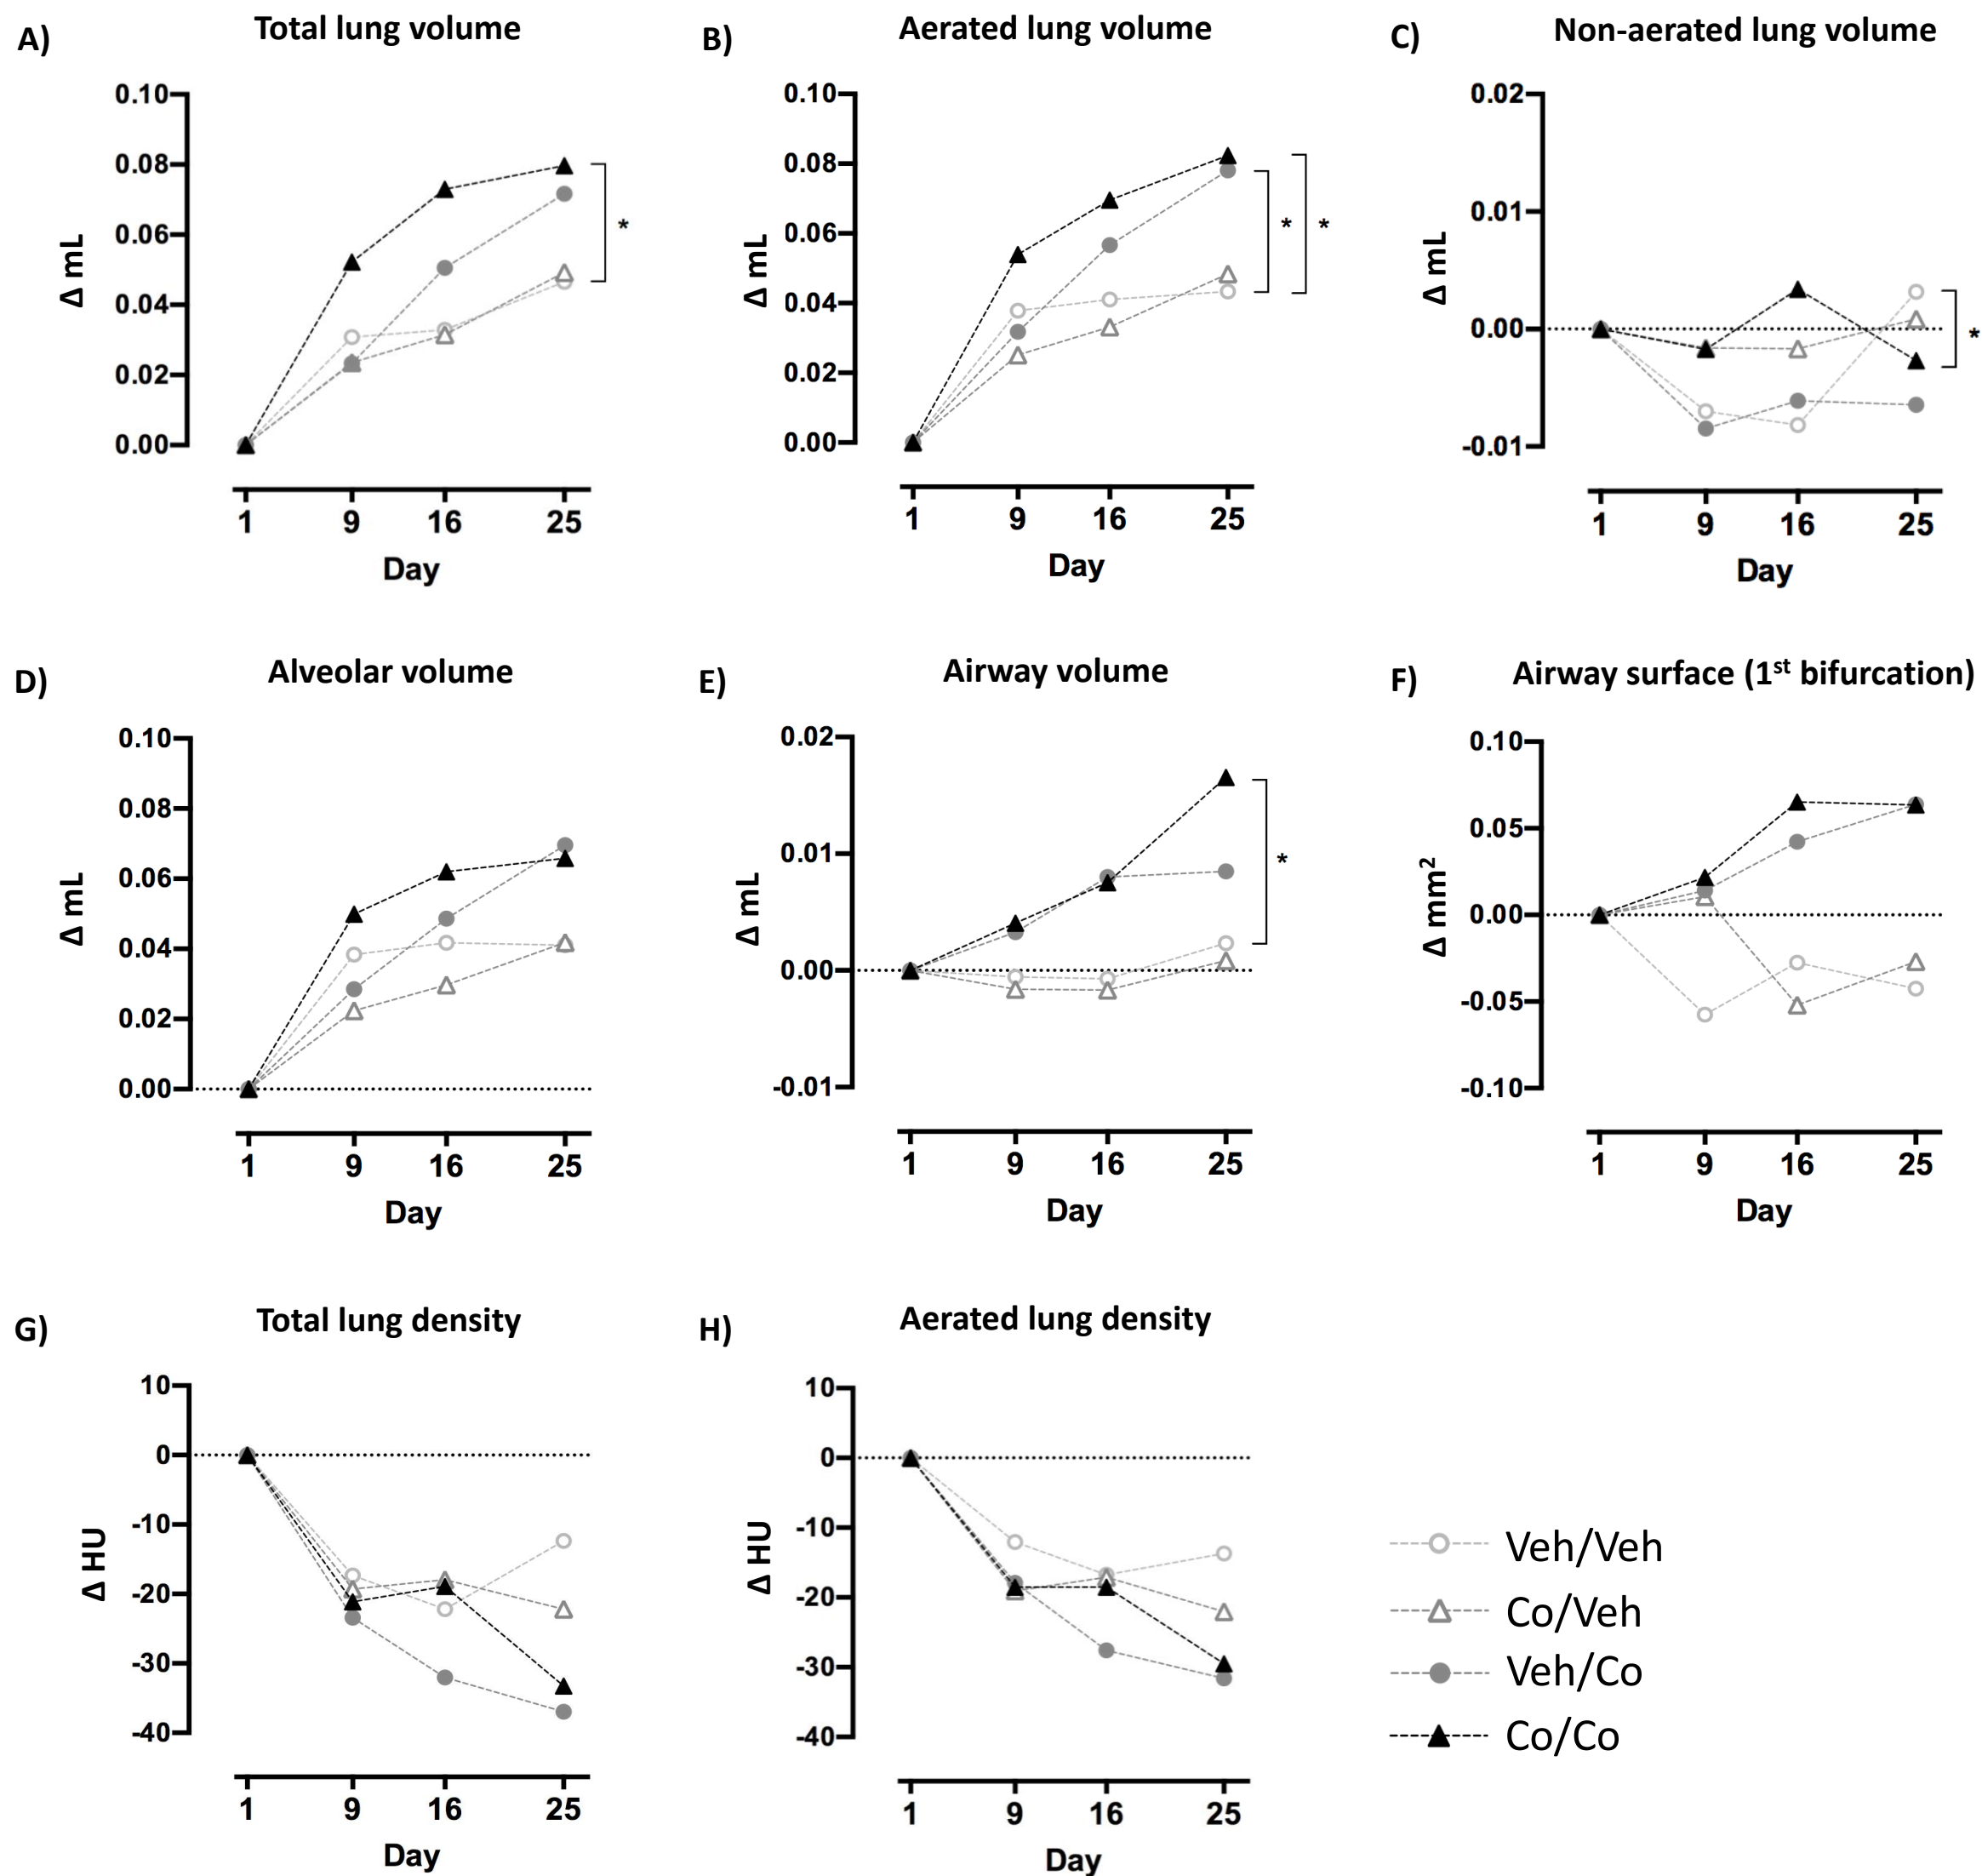 A)
Total lung volume
0.10
0.08
0.06
0.04
0.02
0.00
Δ mL
*
1 9 16 25
Day
B)
Aerated lung volume
0.10
0.08
0.06
0.04
0.02
0.00
Δ mL
* *
1 9 16 25
Day
C)
Non-aerated lung volume
0.02
0.01
0.00
-0.01
Δ mL
*
1 9 16 25
Day
D)
Alveolar volume
0.10
0.08
0.06
0.04
0.02
0.00
Δ mL
1 9 16 25
Day
E)
Airway volume
0.02
0.01
0.00
-0.01
Δ mL
*
1 9 16 25
Day
F)
Airway surface (1st bifurcation)
0.10
0.05
0.00
-0.05
-0.10
Δ mm2
1 9 16 25
Day
G)
Total lung density
10
0
-10
-20
-30
-40
Δ HU
1 9 16 25
Day
H)
Aerated lung density
10
0
-10
-20
-30
-40
Δ HU
1 9 16 25
Day
Veh/Veh
Co/Veh
Veh/Co
Co/Co